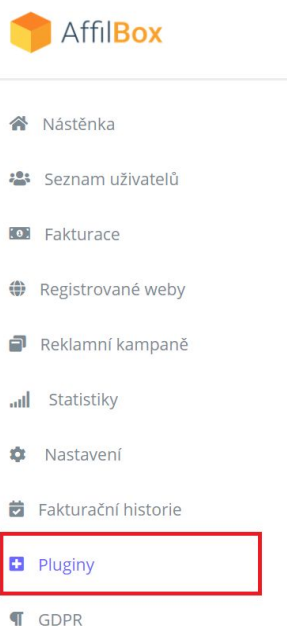 AffilBox
Nástěnka
Seznam uživatelů
Fakturace
Registrované weby
Reklamní kampaně
Statistiky
Nastavení
Fakturační historie
Pluginy
GDPR